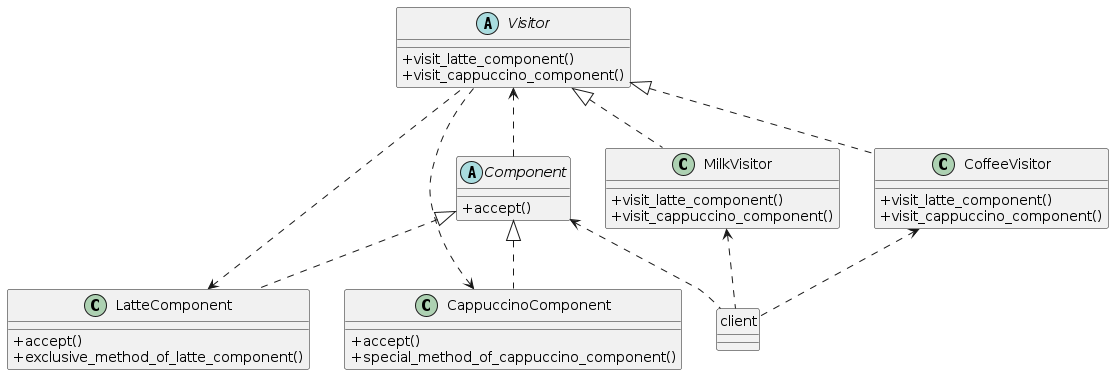 A Visitor
+visit_latte_component()
+visit_cappuccino_component()
A Component
+accept()
C MilkVisitor
+visit_latte_component()
+visit_cappuccino_component()
C CoffeeVisitor
+visit_latte_component()
+visit_cappuccino_component()
C LatteComponent
+accept()
+exclusive_method_of_latte_component()
C CappuccinoComponent
+accept()
+special_method_of_cappuccino_component()
client